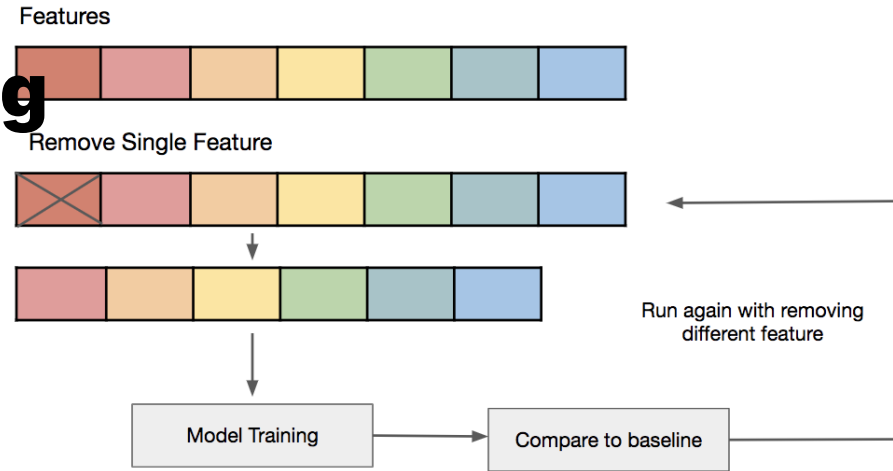 Features
g
Remove Single Feature
Run again with removing
different feature
Model Training
Compare to baseline